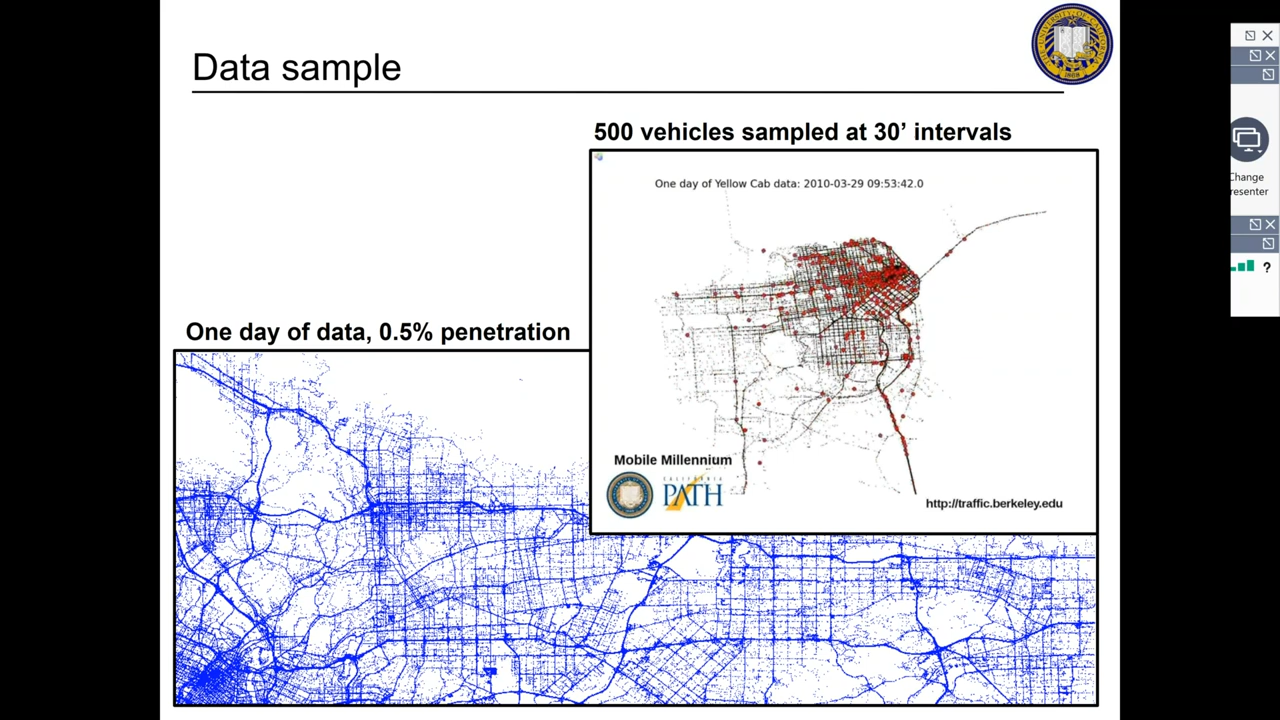 Data sample
500 vehicles sampled at 30’ intervals
One day of Yellow Cab data: 2010-03-29 09:53:42.0
One day of data, 0.5% penetration
Mobile Millennium
CALIFORNIA
PATH
http://traffic.berkeley.edu
Change
resenter
?